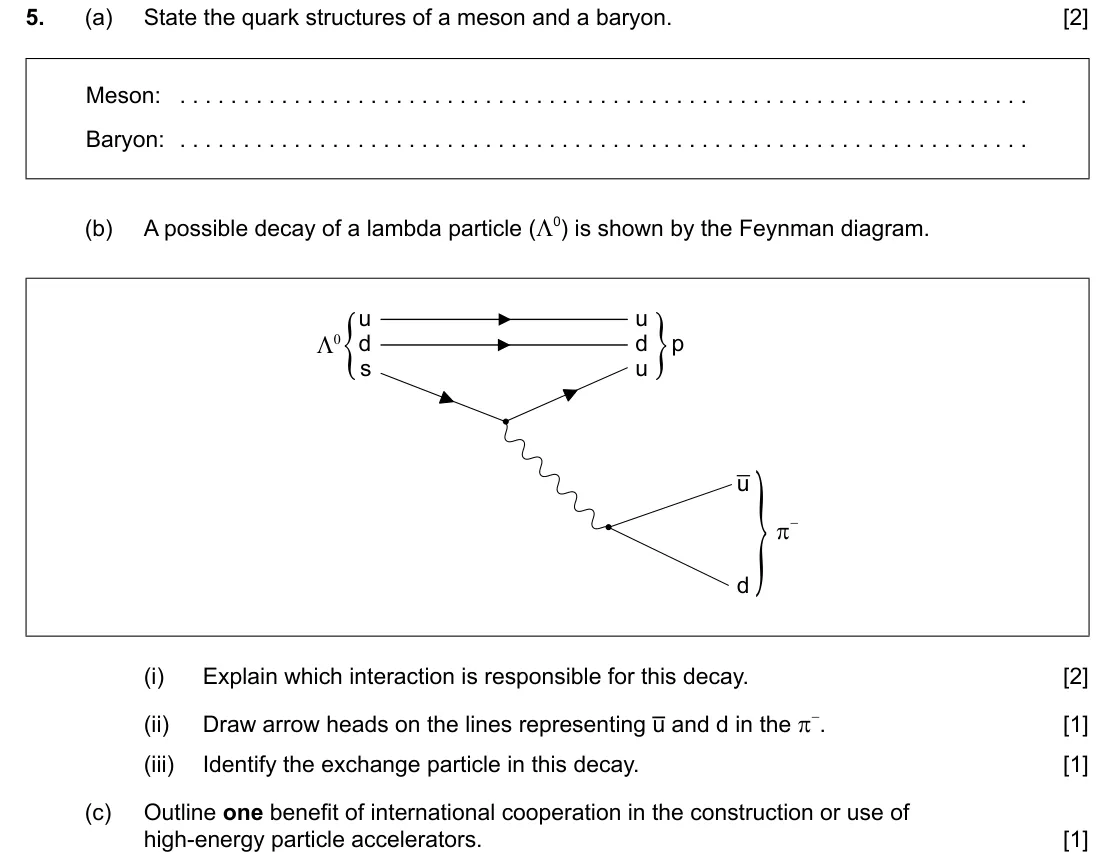 5. (a) State the quark structures of a meson and a baryon. [2]
Meson: . . . . . . . . . . . . . . . . . . . . . . . . . . . . . . . . . . . . . . . . . . . . . . . . . . . . . . . . . . . . . . . . . . . .
Baryon: . . . . . . . . . . . . . . . . . . . . . . . . . . . . . . . . . . . . . . . . . . . . . . . . . . . . . . . . . . . . . . . . . . . .
(b) A possible decay of a lambda particle (Λ⁰) is shown by the Feynman diagram.
u u
Λ⁰ d d p
s u
u̅
π⁻
d
(i) Explain which interaction is responsible for this decay. [2]
(ii) Draw arrow heads on the lines representing u̅ and d in the π⁻. [1]
(iii) Identify the exchange particle in this decay. [1]
(c) Outline one benefit of international cooperation in the construction or use of
high-energy particle accelerators. [1]